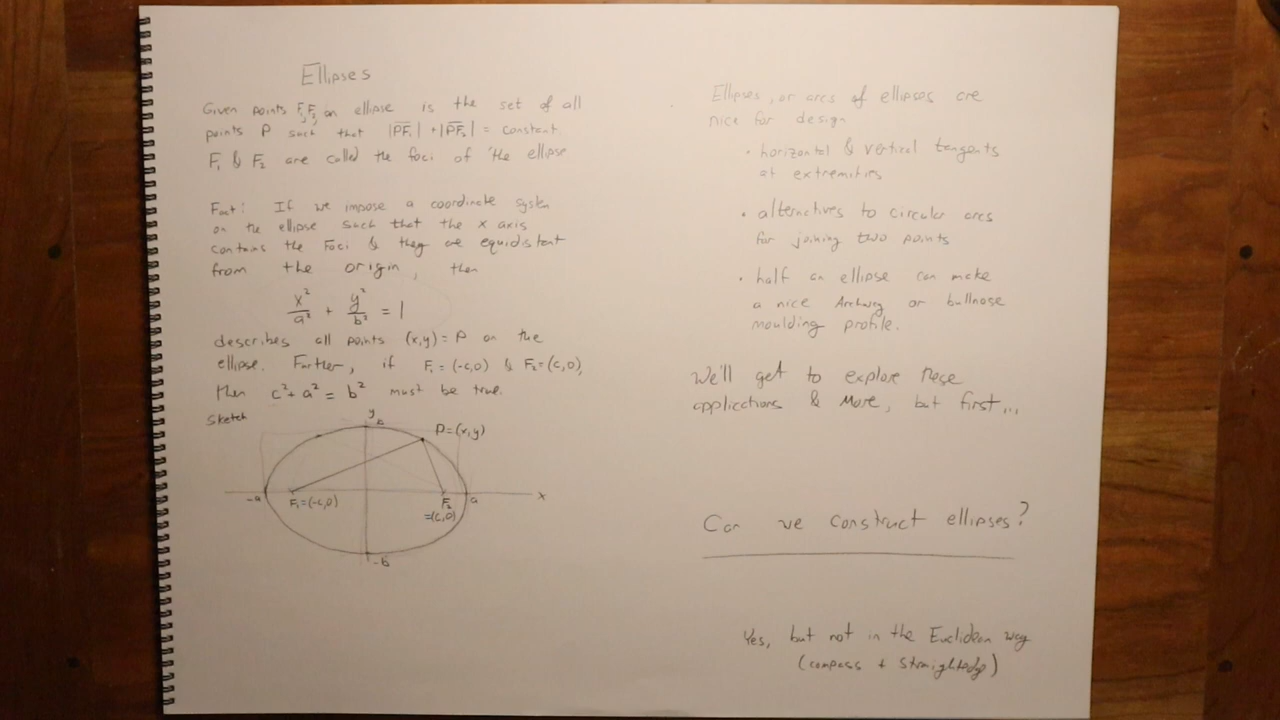 Ellipses
Given points F₁, F₂, an ellipse is the set of all
points P such that |PF₁| + |PF₂| = constant.
F₁ & F₂ are called the foci of the ellipse
Fact: If we impose a coordinate system
on the ellipse such that the x axis
contains the Foci & they are equidistant
from the origin, then
x²/a² + y²/b² = 1
describes all points (x,y) = P on the
ellipse. Further, if F₁ = (-c,0) & F₂ = (c,0),
then c² + a² = b² must be true.
Sketch
y
b
P = (x,y)
-a
F₁ = (-c,0)
F₂
= (c,0)
a
x
-b
Ellipses, or arcs of ellipses are
nice for design
• horizontal & vertical tangents
at extremities
• alternatives to circular arcs
for joining two points
• half an ellipse can make
a nice Archway or bullnose
moulding profile.
We'll get to explore these
applications & More, but first...
Can we construct ellipses?
Yes, but not in the Euclidean way
(compass + straightedge)